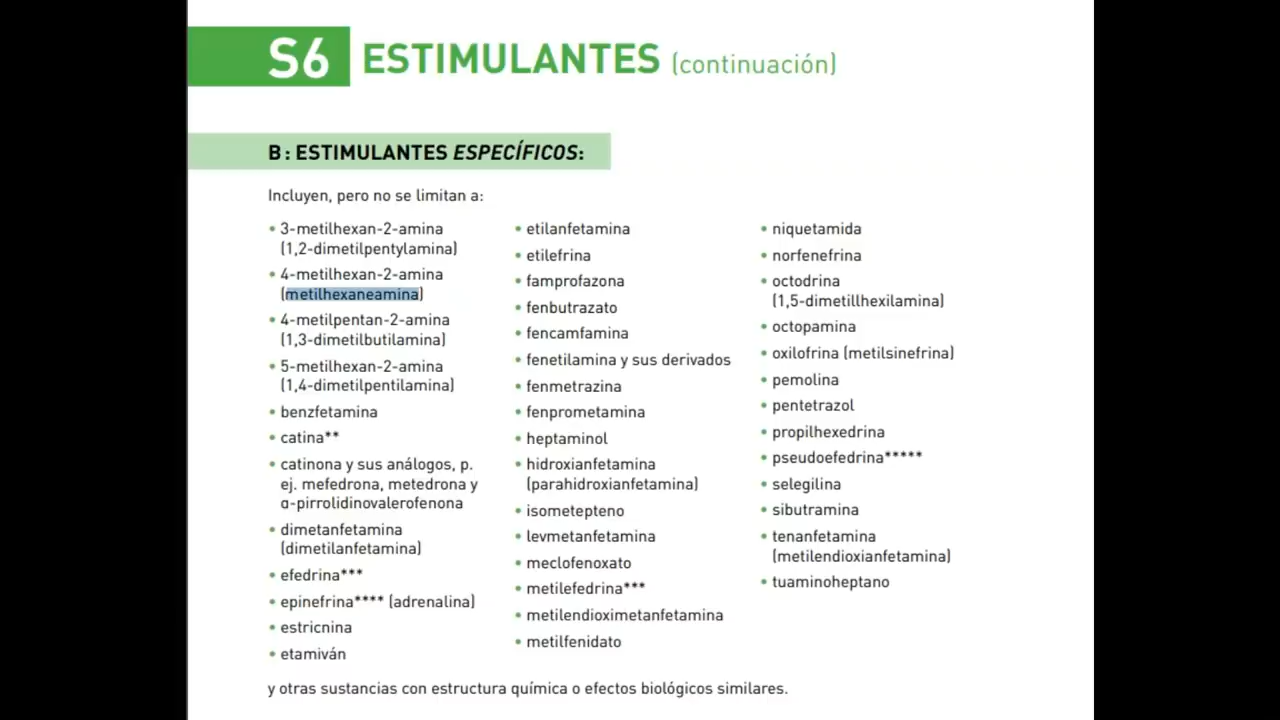 S6 ESTIMULANTES (continuación)
B: ESTIMULANTES ESPECÍFICOS:
Incluyen, pero no se limitan a:
• 3-metilhexan-2-amina
(1,2-dimetilpentylamina)
• 4-metilhexan-2-amina
(metilhexaneamina)
• 4-metilpentan-2-amina
(1,3-dimetilbutilamina)
• 5-metilhexan-2-amina
(1,4-dimetilpentilamina)
• benzfetamina
• catina**
• catinona y sus análogos, p.
ej. mefedrona, metedrona y
α-pirrolidinovalerofenona
• dimetanfetamina
(dimetilanfetamina)
• efedrina***
• epinefrina**** (adrenalina)
• estricnina
• etamiván
• etilanfetamina
• etilefrina
• famprofazona
• fenbutrazato
• fencamfamina
• fenetilamina y sus derivados
• fenmetrazina
• fenprometamina
• heptaminol
• hidroxianfetamina
(parahidroxianfetamina)
• isometepteno
• levmetanfetamina
• meclofenoxato
• metilefedrina***
• metilendioximetanfetamina
• metilfenidato
• niquetamida
• norfenefrina
• octodrina
(1,5-dimetillhexilamina)
• octopamina
• oxilofrina (metilsinefrina)
• pemolina
• pentetrazol
• propilhexedrina
• pseudoefedrina*****
• selegilina
• sibutramina
• tenanfetamina
(metilendioxianfetamina)
• tuaminoheptano
y otras sustancias con estructura química o efectos biológicos similares.